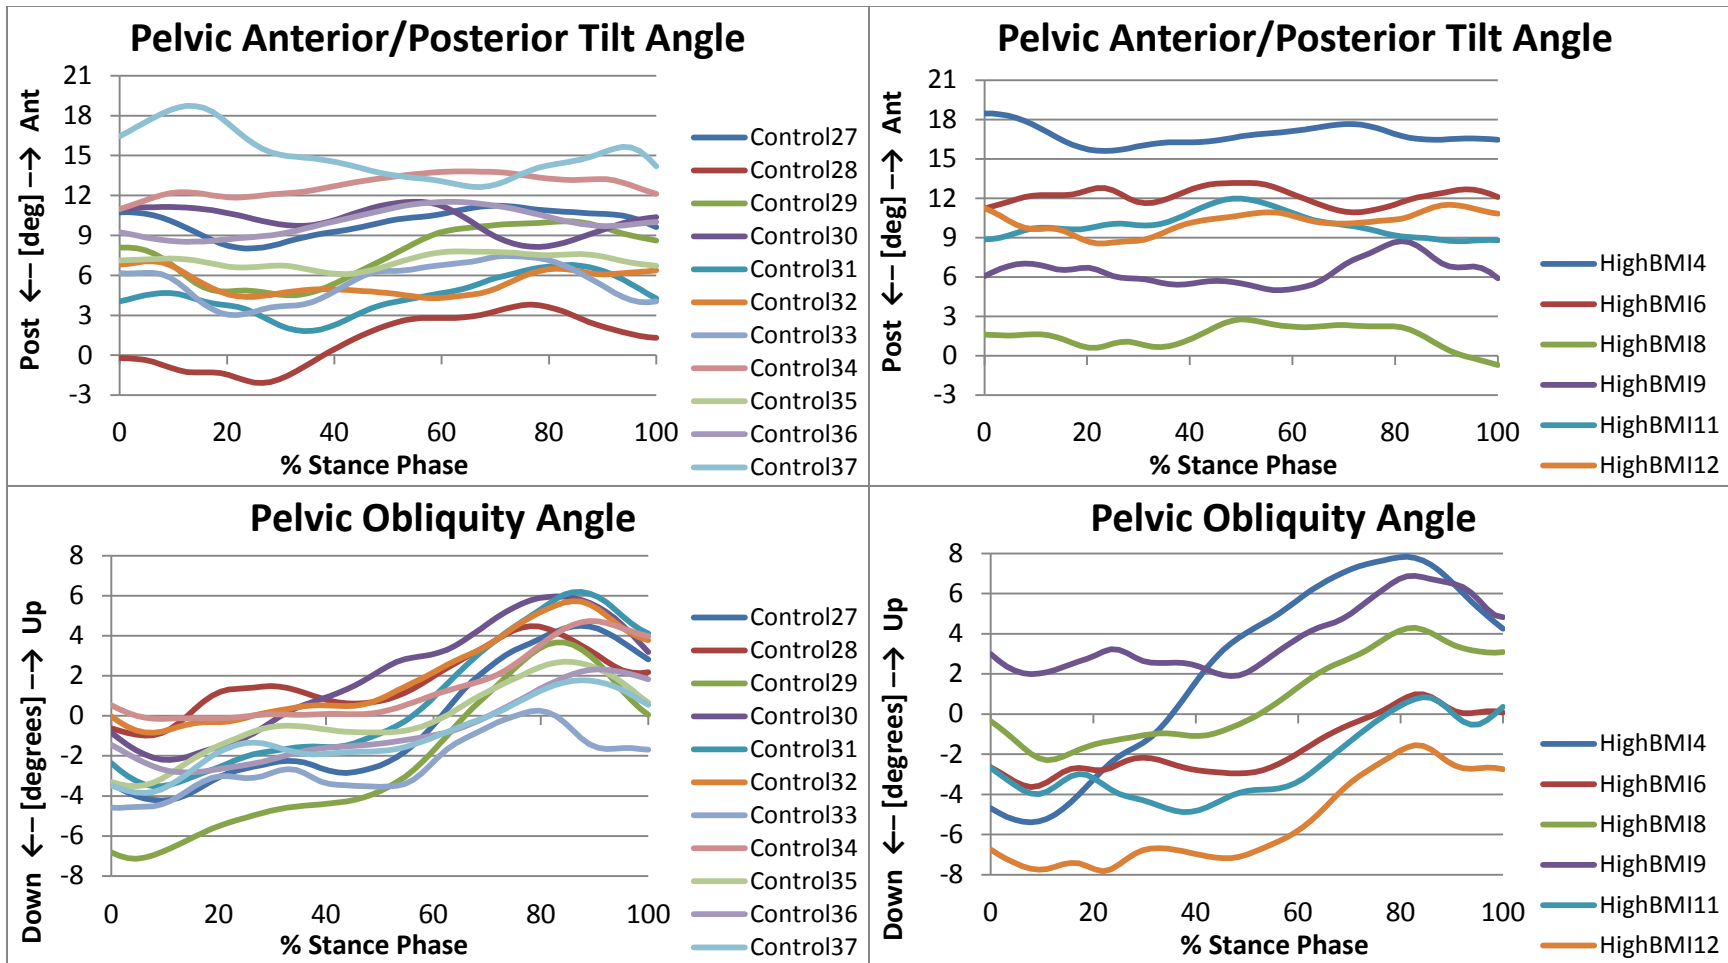 Pelvic Anterior/Posterior Tilt Angle
Post ←-- [deg] --→ Ant
21
18
15
12
9
6
3
0
-3
0 20 40 60 80 100
% Stance Phase
Control27
Control28
Control29
Control30
Control31
Control32
Control33
Control34
Control35
Control36
Control37
Pelvic Anterior/Posterior Tilt Angle
Post ←-- [deg] --→ Ant
21
18
15
12
9
6
3
0
-3
0 20 40 60 80 100
% Stance Phase
HighBMI4
HighBMI6
HighBMI8
HighBMI9
HighBMI11
HighBMI12
Pelvic Obliquity Angle
Down ←-- [degrees] --→ Up
8
6
4
2
0
-2
-4
-6
-8
0 20 40 60 80 100
% Stance Phase
Control27
Control28
Control29
Control30
Control31
Control32
Control33
Control34
Control35
Control36
Control37
Pelvic Obliquity Angle
Down ←-- [degrees] --→ Up
8
6
4
2
0
-2
-4
-6
-8
0 20 40 60 80 100
% Stance Phase
HighBMI4
HighBMI6
HighBMI8
HighBMI9
HighBMI11
HighBMI12